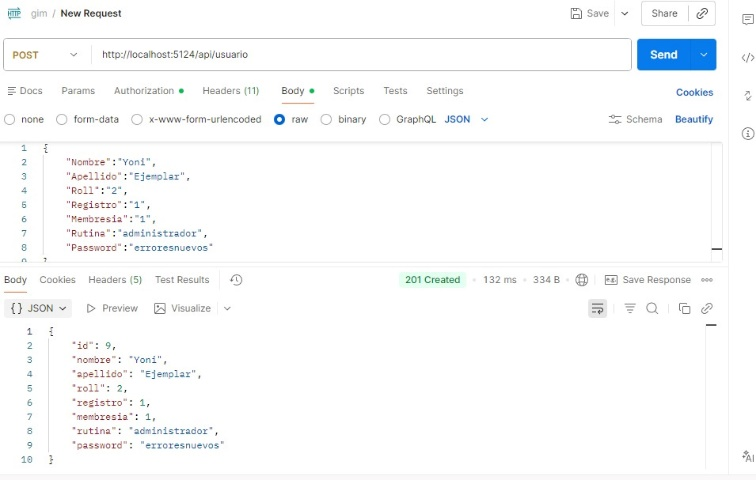 HTTP gim / New Request Save Share
POST http://localhost:5124/api/usuario Send
Docs Params Authorization Headers (11) Body Scripts Tests Settings Cookies
none form-data x-www-form-urlencoded raw binary GraphQL JSON Schema Beautify
1 {
2 "Nombre":"Yoni",
3 "Apellido":"Ejemplar",
4 "Roll":"2",
5 "Registro":"1",
6 "Membresia":"1",
7 "Rutina":"administrador",
8 "Password":"erroresnuevos"
9 }
Body Cookies Headers (5) Test Results 201 Created • 132 ms • 334 B • Save Response
{} JSON Preview Visualize
1 {
2 "id": 9,
3 "nombre": "Yoni",
4 "apellido": "Ejemplar",
5 "roll": 2,
6 "registro": 1,
7 "membresia": 1,
8 "rutina": "administrador",
9 "password": "erroresnuevos"
10 }
AI